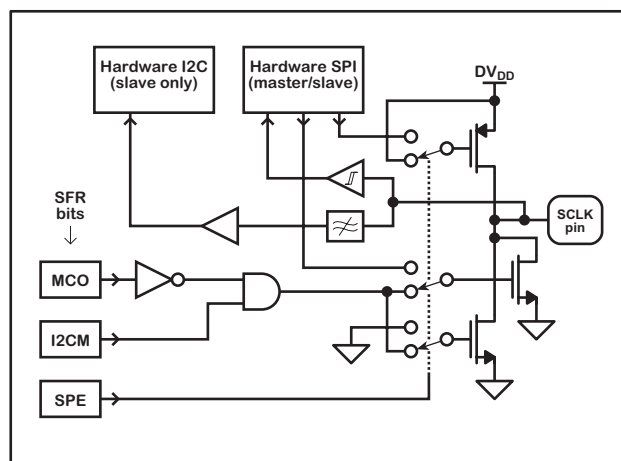 Hardware I2C
(slave only)
Hardware SPI
(master/slave)
DVDD
SFR
bits
SCLK
pin
MCO
I2CM
SPE